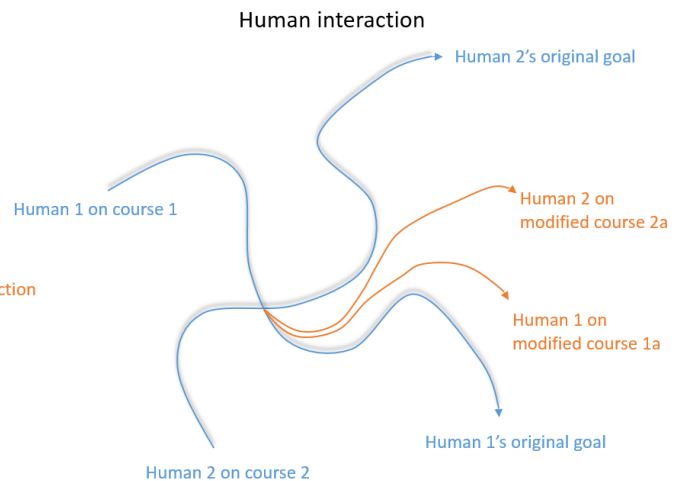 Human interaction
Human 2's original goal
Human 1 on course 1
Human 2 on
modified course 2a
ction
Human 1 on
modified course 1a
Human 1's original goal
Human 2 on course 2